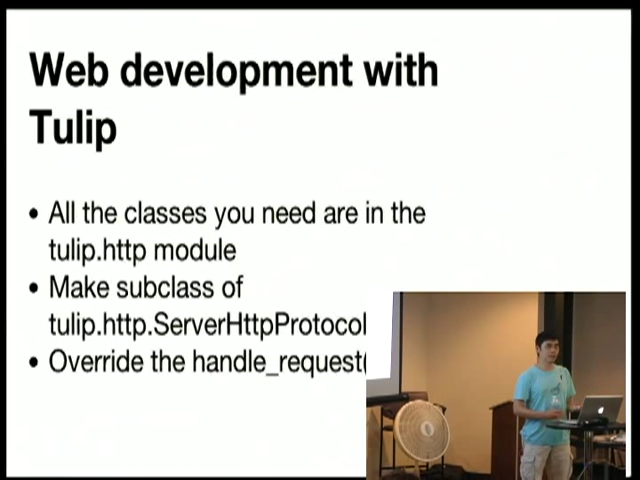 Web development with
Tulip
• All the classes you need are in the
tulip.http module
• Make subclass of
tulip.http.ServerHttpProtocol
• Override the handle_request(